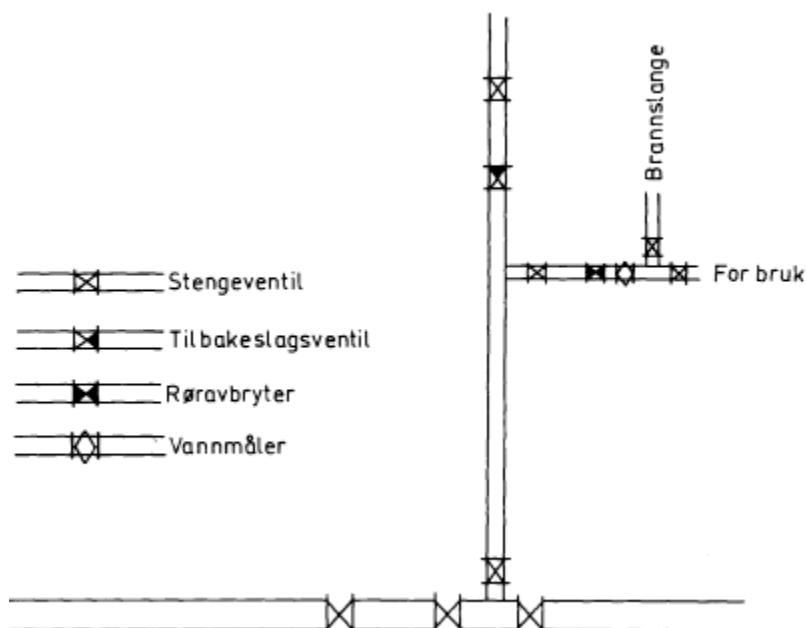 Brannslange
For bruk
Stengeventil
Tilbakeslagsventil
Røravbryter
Vannmåler